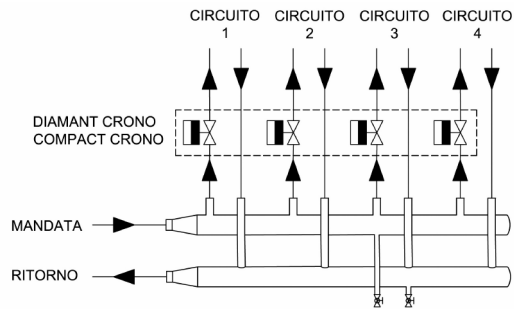 CIRCUITO 1
CIRCUITO 2
CIRCUITO 3
CIRCUITO 4
DIAMANT CRONO
COMPACT CRONO
MANDATA
RITORNO